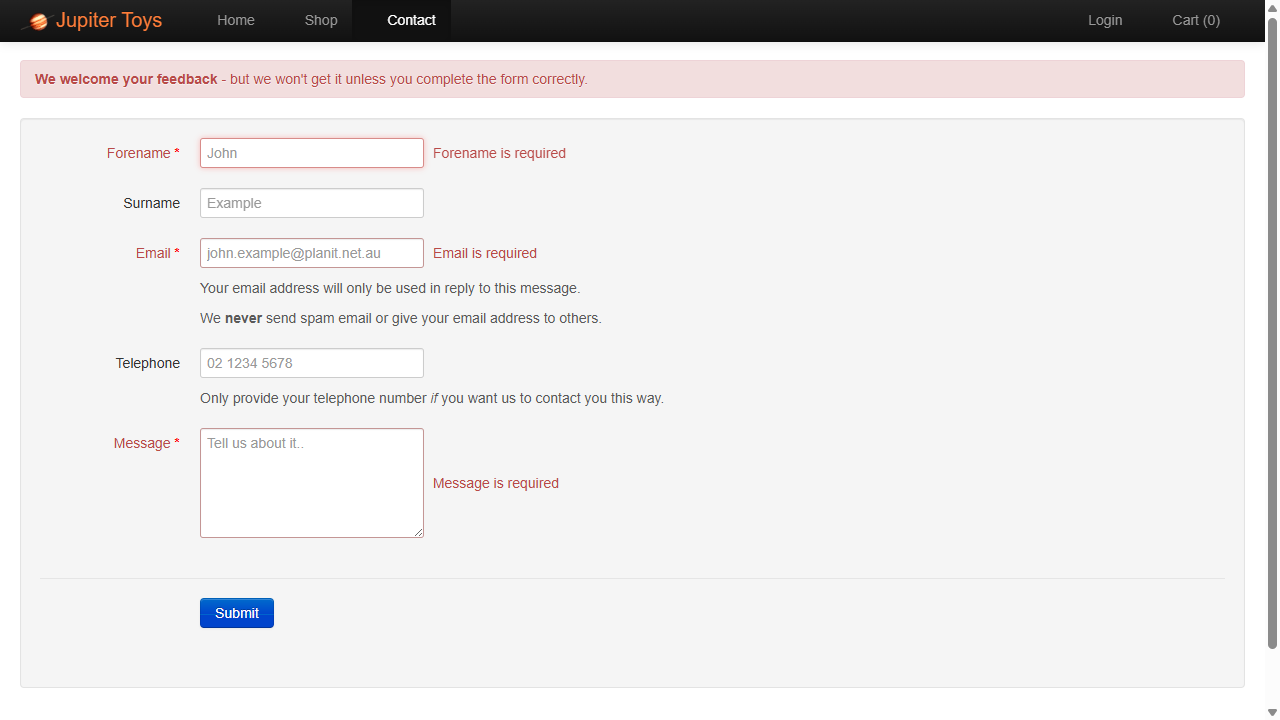 Jupiter Toys Home Shop Contact Login Cart (0)
We welcome your feedback - but we won't get it unless you complete the form correctly.
Forename * John Forename is required
Surname Example
Email * john.example@planit.net.au Email is required
Your email address will only be used in reply to this message.
We never send spam email or give your email address to others.
Telephone 02 1234 5678
Only provide your telephone number if you want us to contact you this way.
Message * Tell us about it..
Message is required
Submit